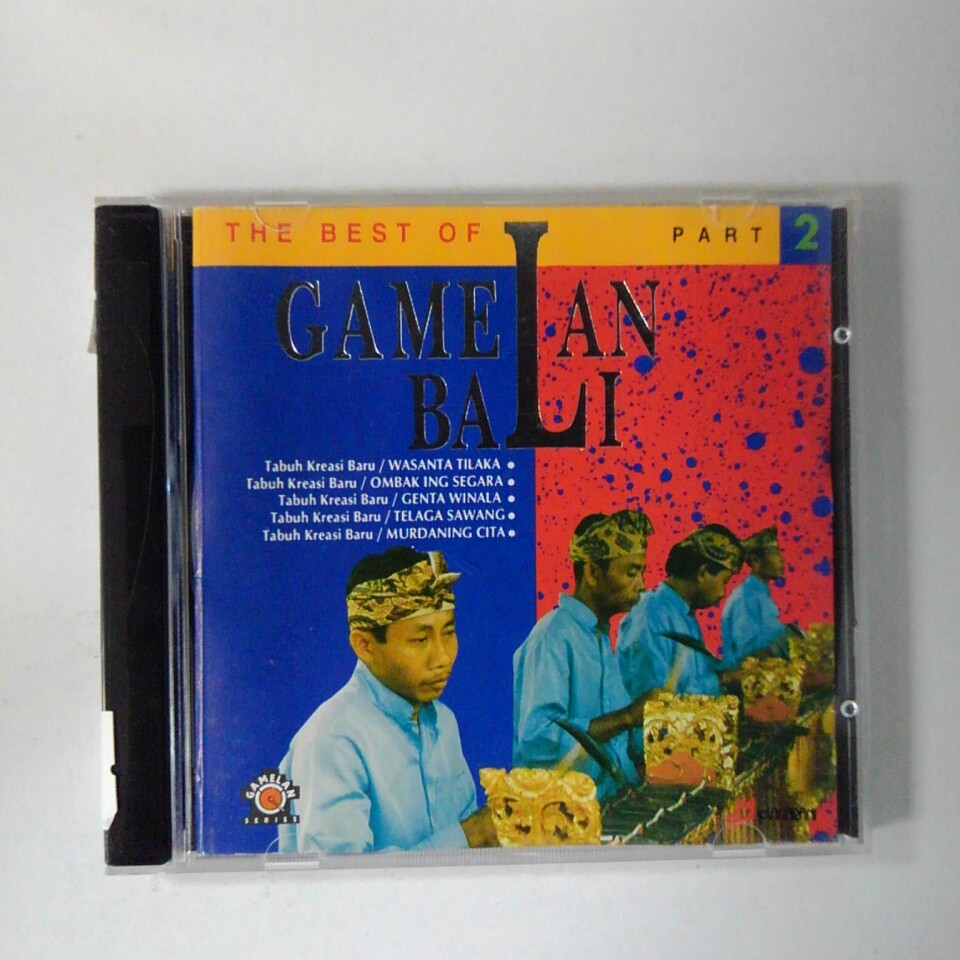 THE BEST OF
PART 2
GAMELAN
BALI
Tabuh Kreasi Baru / WASANTA TILAKA •
Tabuh Kreasi Baru / OMBAK ING SEGARA •
Tabuh Kreasi Baru / GENTA WINALA •
Tabuh Kreasi Baru / TELAGA SAWANG •
Tabuh Kreasi Baru / MURDANING CITA •
GAMELAN
SERIES